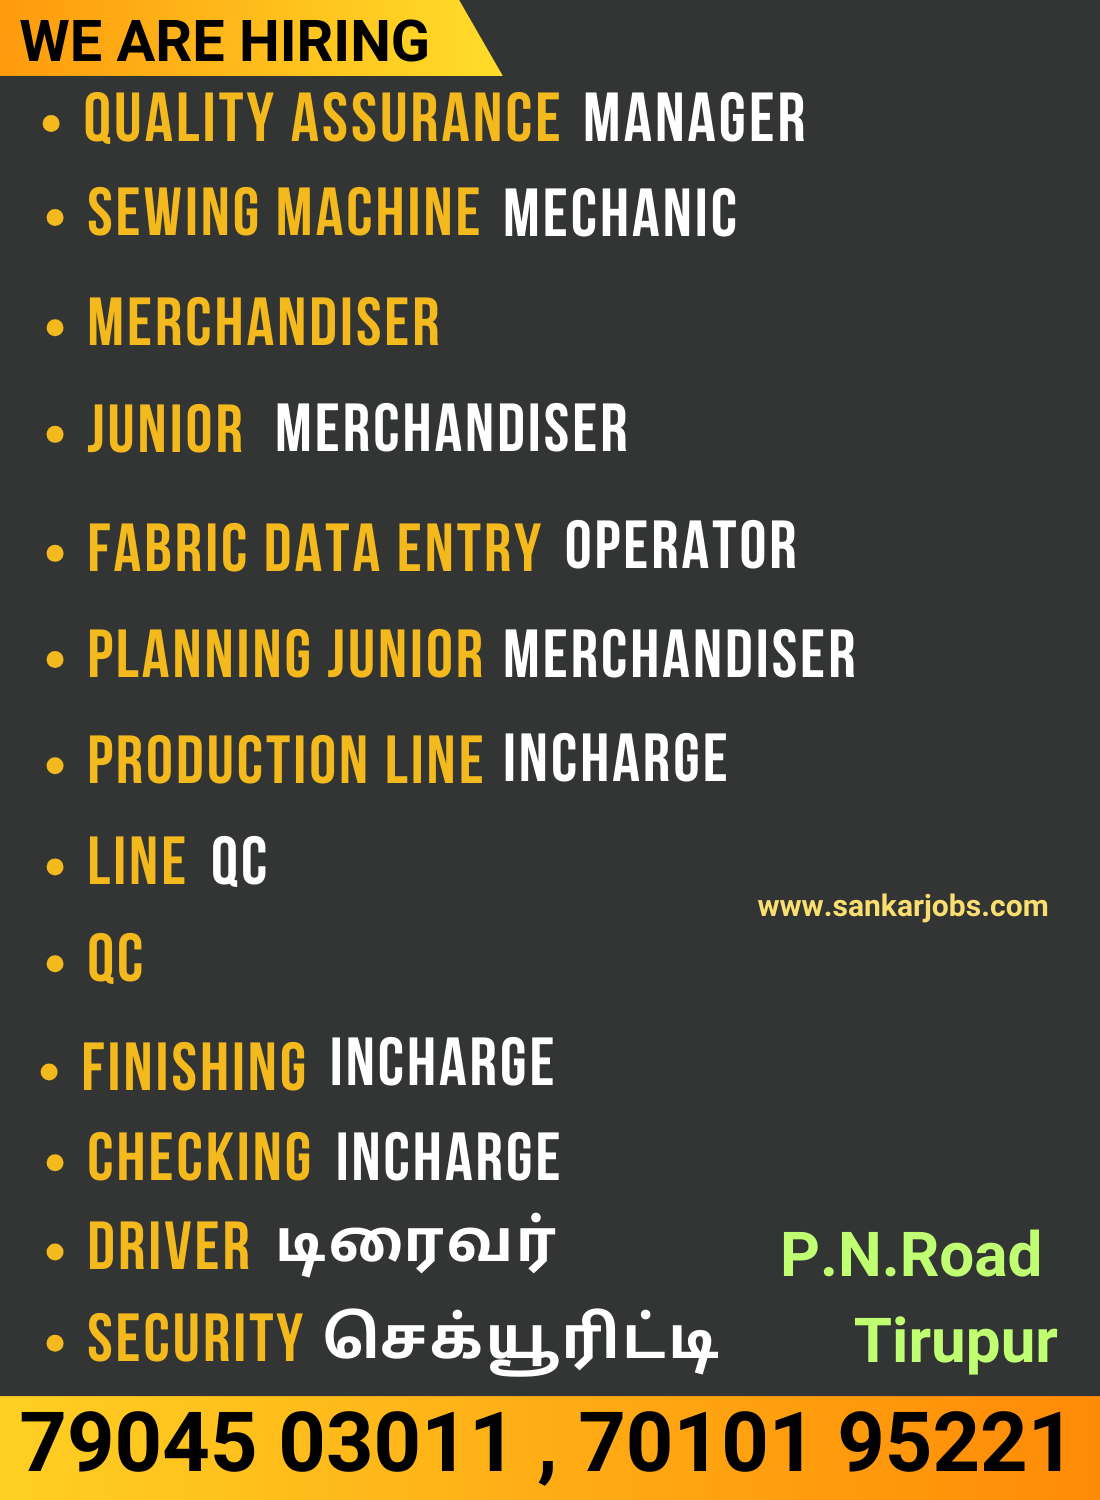 WE ARE HIRING
• QUALITY ASSURANCE MANAGER
• SEWING MACHINE MECHANIC
• MERCHANDISER
• JUNIOR MERCHANDISER
• FABRIC DATA ENTRY OPERATOR
• PLANNING JUNIOR MERCHANDISER
• PRODUCTION LINE INCHARGE
• LINE QC
www.sankarjobs.com
• QC
• FINISHING INCHARGE
• CHECKING INCHARGE
• DRIVER டிரைவர்
P.N.Road
• SECURITY செக்யூரிட்டி
Tirupur
79045 03011 , 70101 95221